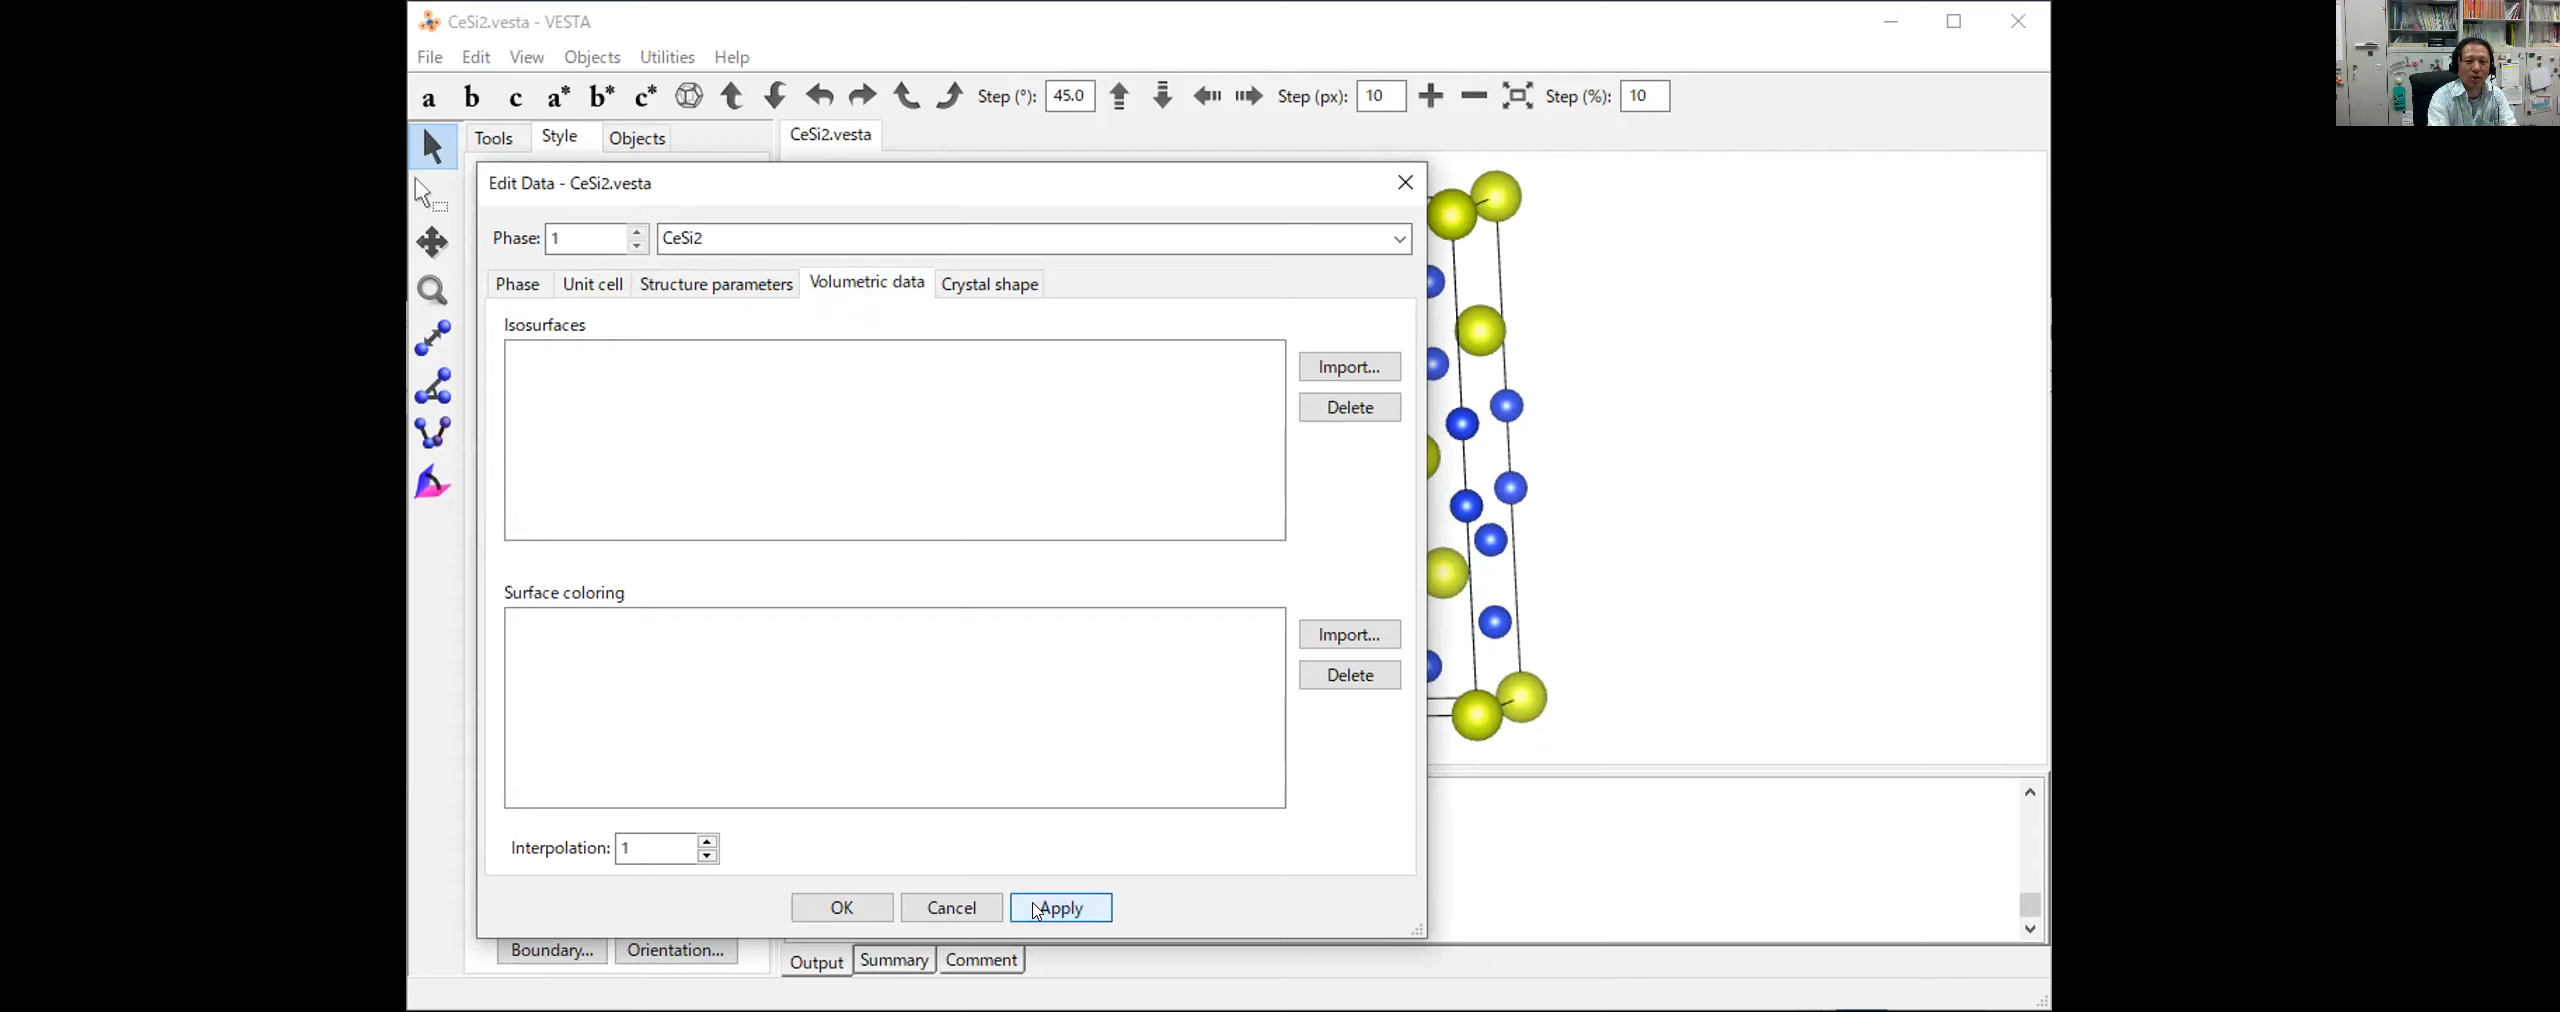 CeSi2.vesta - VESTA
File Edit View Objects Utilities Help
a b c a* b* c* Step (°): 45.0 Step (px): 10 Step (%): 10
Tools Style Objects CeSi2.vesta
Edit Data - CeSi2.vesta
Phase: 1 CeSi2
Phase Unit cell Structure parameters Volumetric data Crystal shape
Isosurfaces
Import...
Delete
Surface coloring
Import...
Delete
Interpolation: 1
OK Cancel Apply
Boundary... Orientation...
Output Summary Comment